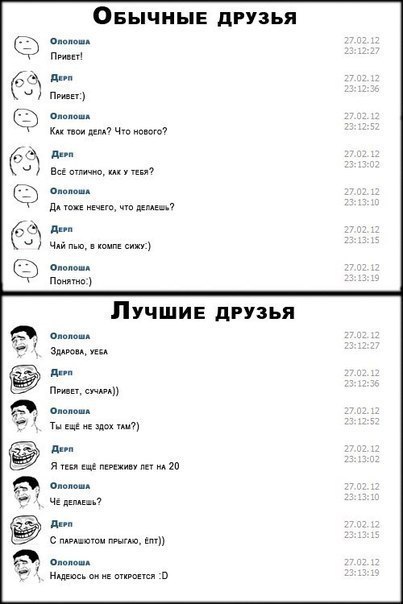 Обычные друзья
Ололоша
27.02.12
Привет!
23:12:27
Дерп
27.02.12
Привет:)
23:12:36
Ололоша
27.02.12
Как твои дела? Что нового?
23:12:52
Дерп
27.02.12
Всё отлично, как у тебя?
23:13:02
Ололоша
27.02.12
Да тоже нечего, что делаешь?
23:13:10
Дерп
27.02.12
Чай пью, в компе сижу:)
23:13:15
Ололоша
27.02.12
Понятно:)
23:13:19
Лучшие друзья
Ололоша
27.02.12
Здарова, уеба
23:12:27
Дерп
27.02.12
Привет, сучара))
23:12:36
Ололоша
27.02.12
Ты ещё не здох там?)
23:12:52
Дерп
27.02.12
Я тебя ещё переживу лет на 20
23:13:02
Ололоша
27.02.12
Чё делаешь?
23:13:10
Дерп
27.02.12
С парашютом прыгаю, ёпт))
23:13:15
Ололоша
27.02.12
Надеюсь он не откроется :D
23:13:19